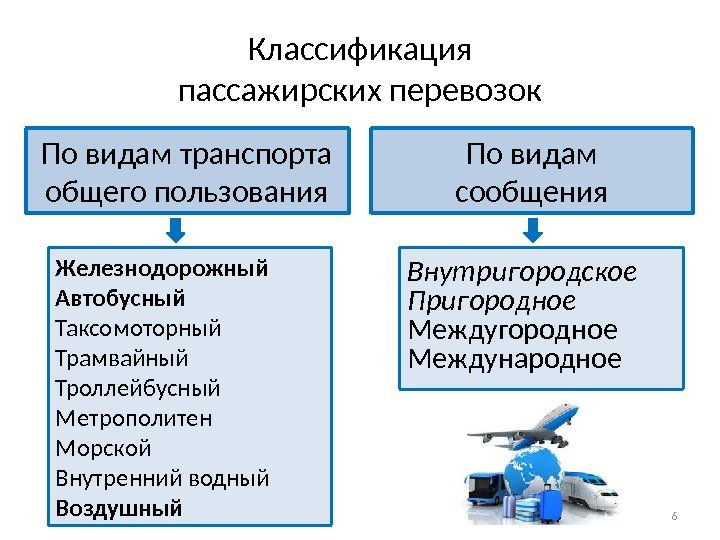 Классификация
пассажирских перевозок
По видам транспорта
общего пользования
По видам
сообщения
Железнодорожный
Автобусный
Таксомоторный
Трамвайный
Троллейбусный
Метрополитен
Морской
Внутренний водный
Воздушный
Внутригородское
Пригородное
Междугородное
Международное
6